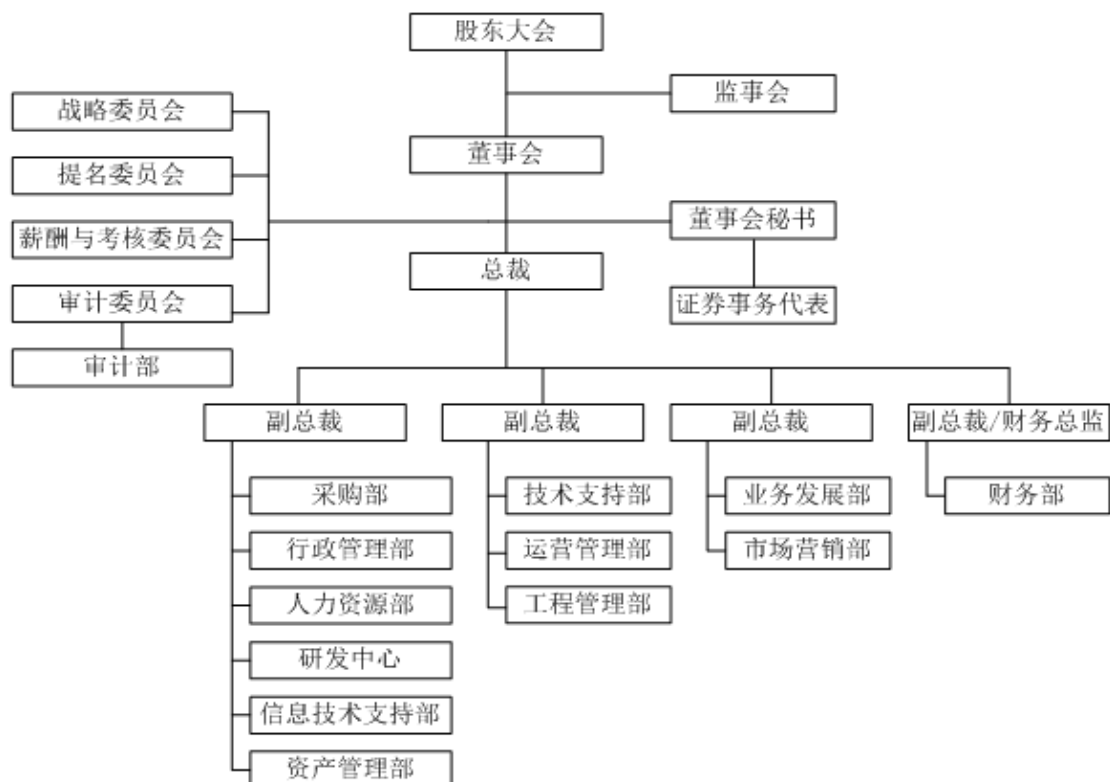 股东大会
监事会
战略委员会
董事会
提名委员会
董事会秘书
薪酬与考核委员会
总裁
审计委员会
证券事务代表
审计部
副总裁
副总裁
副总裁
副总裁/财务总监
采购部
技术支持部
业务发展部
财务部
行政管理部
运营管理部
市场营销部
人力资源部
工程管理部
研发中心
信息技术支持部
资产管理部